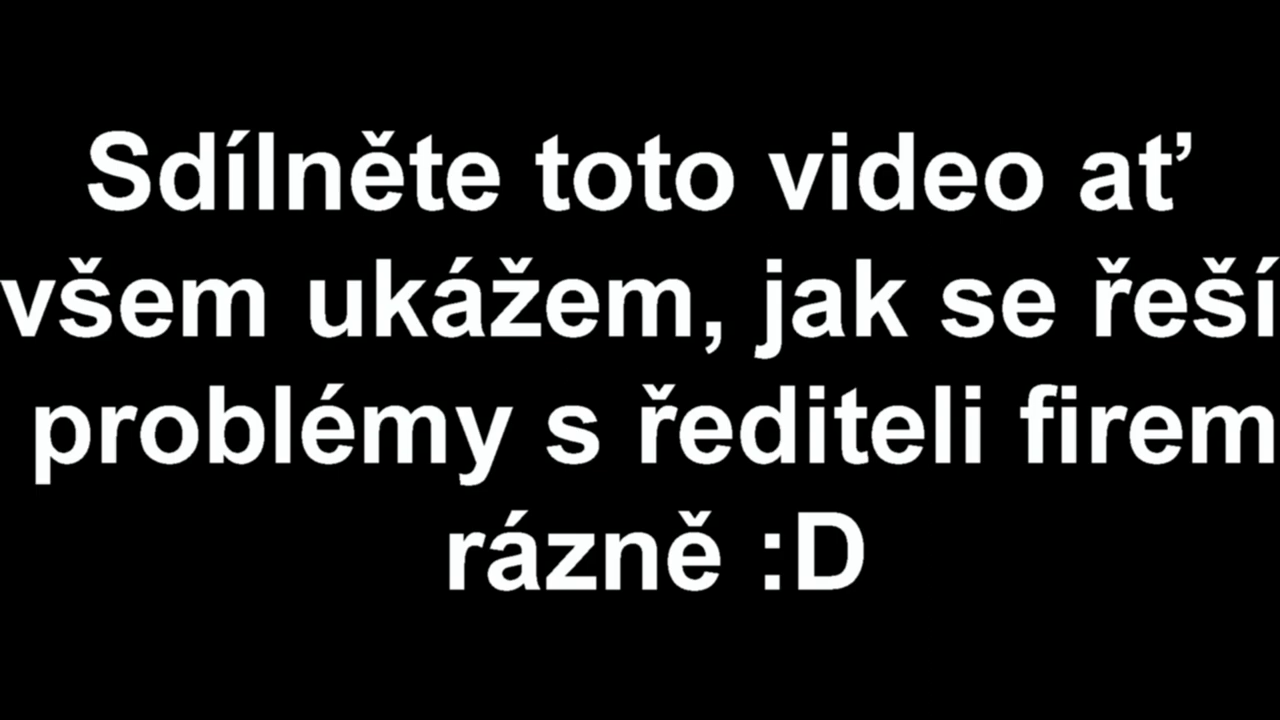 Sdílněte toto video ať
všem ukážem, jak se řeší
problémy s řediteli firem
rázně :D